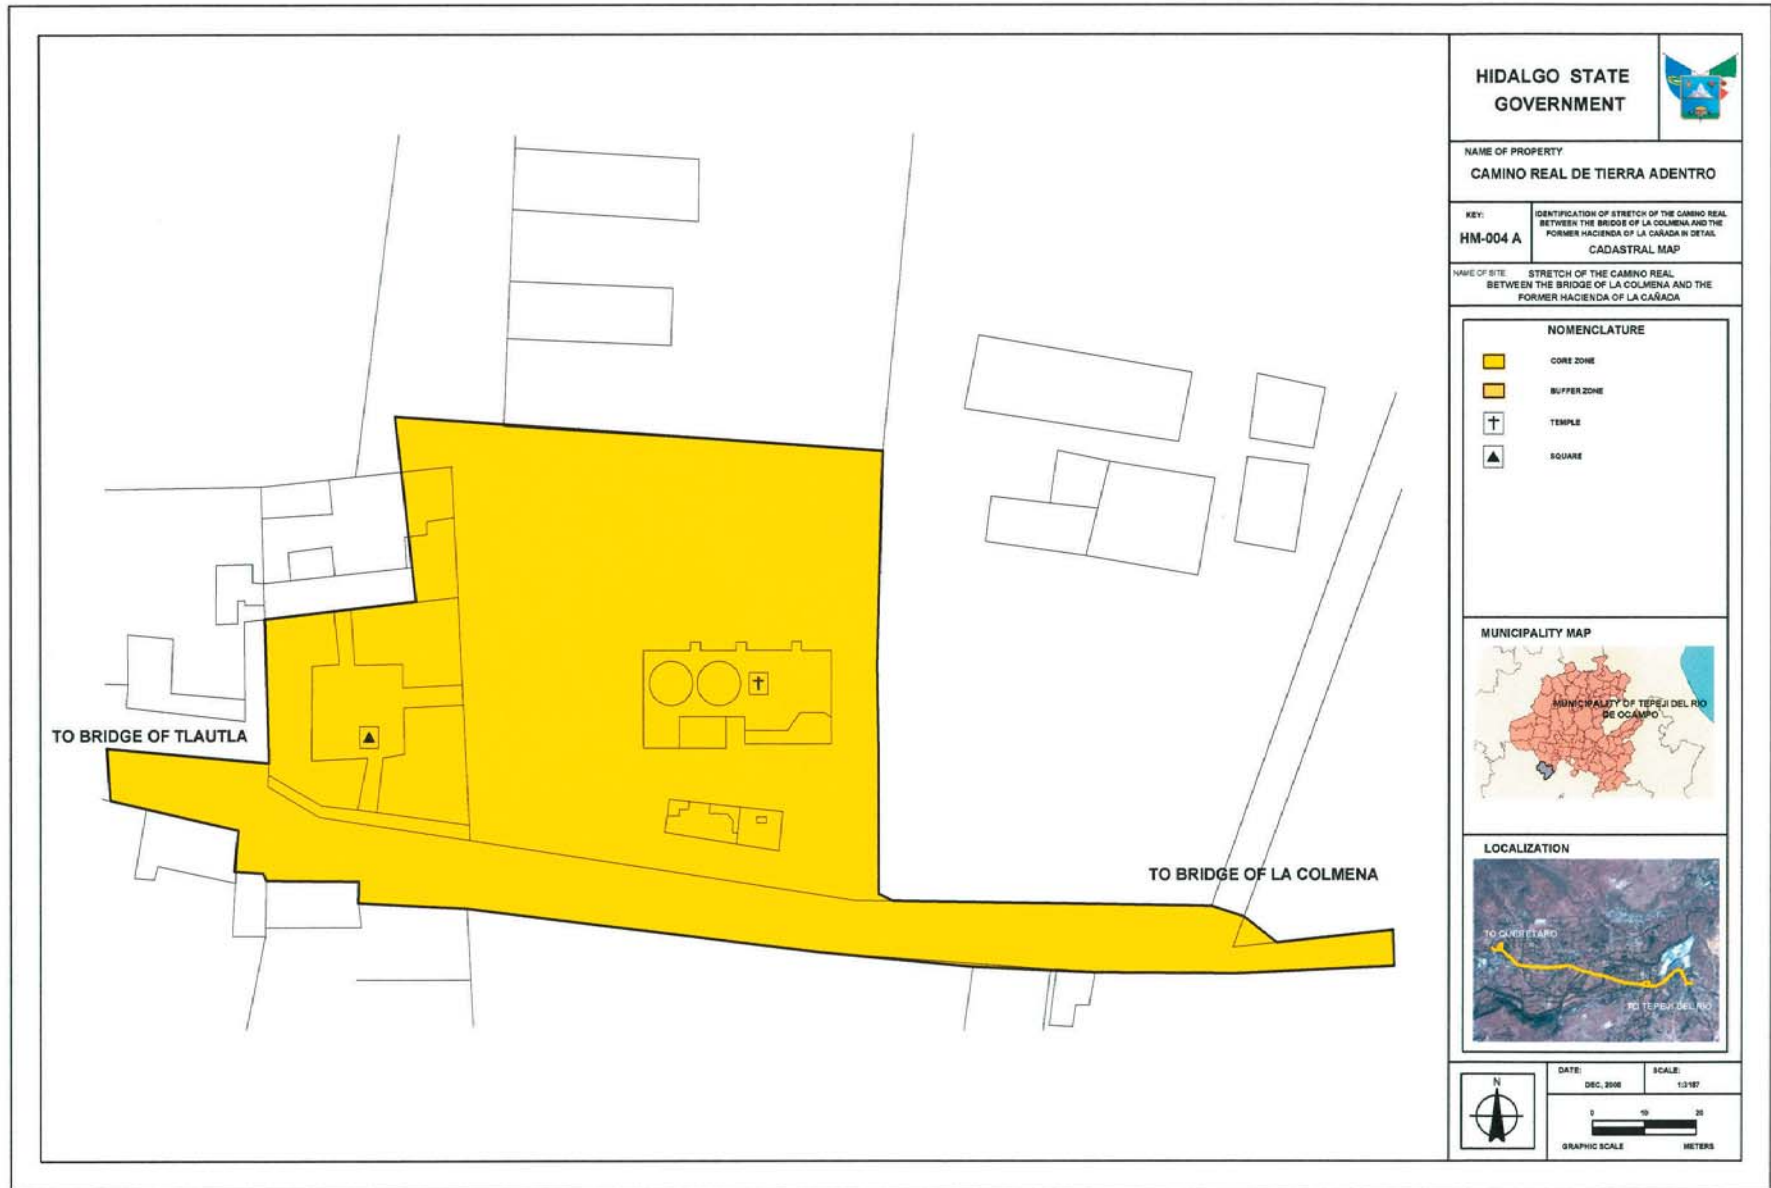 HIDALGO STATE
GOVERNMENT
NAME OF PROPERTY
CAMINO REAL DE TIERRA ADENTRO
KEY:
HM-004 A
IDENTIFICATION OF STRETCH OF THE CAMINO REAL
BETWEEN THE BRIDGE OF LA COLMENA AND THE
FORMER HACIENDA OF LA CAÑADA IN DETAIL
CADASTRAL MAP
NAME OF SITE:
STRETCH OF THE CAMINO REAL
BETWEEN THE BRIDGE OF LA COLMENA AND THE
FORMER HACIENDA OF LA CAÑADA
NOMENCLATURE
CORE ZONE
BUFFER ZONE
TEMPLE
SQUARE
MUNICIPALITY MAP
MUNICIPALITY OF TEPEJI DEL RIO
DE OCAMPO
LOCALIZATION
TO QUERETARO
TO TEPEJI DEL RIO
N
DATE:
SCALE:
0 10 20
GRAPHIC SCALE METERS
TO BRIDGE OF TLAUTLA
TO BRIDGE OF LA COLMENA